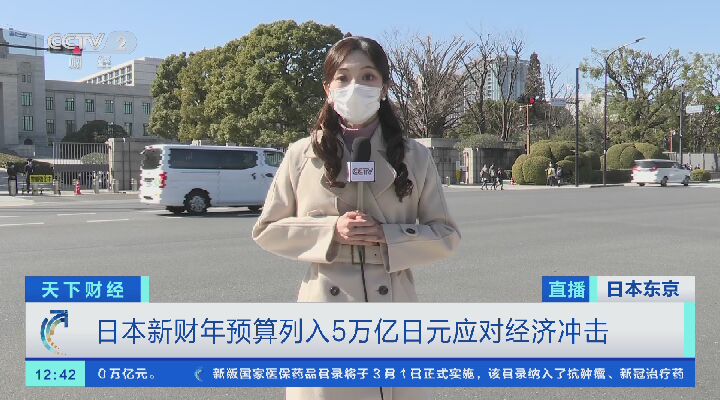 CCTV 2
财经
CCTV
天下财经
直播 日本东京
日本新财年预算列入5万亿日元应对经济冲击
12:42 0万亿元。 新版国家医保药品目录将于3月1日正式实施，该目录纳入了抗肿瘤、新冠治疗药